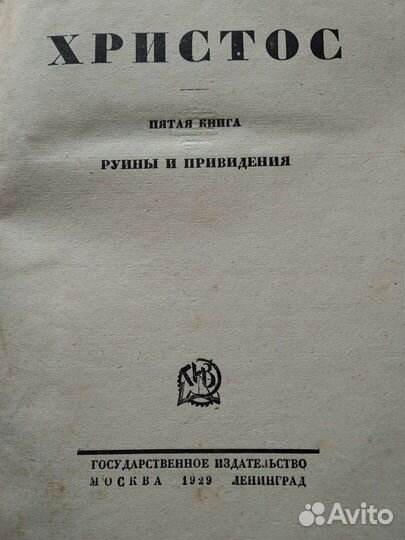 ХРИСТОС
ПЯТАЯ КНИГА
РУИНЫ И ПРИВИДЕНИЯ
ГИЗ
ГОСУДАРСТВЕННОЕ ИЗДАТЕЛЬСТВО
МОСКВА 1929 ЛЕНИНГРАД
Avito